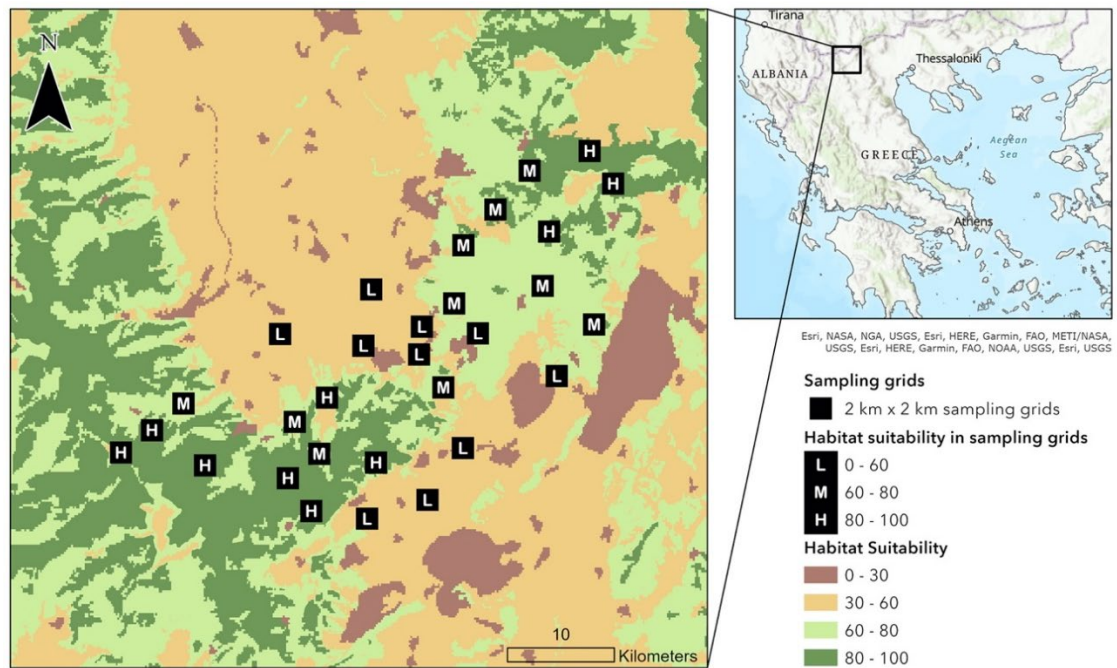 N
H
M
H
M
H
M
L
M
M
L
M
L
L
L
L
L
M
H
M
M
H
H
M
L
H
H
H
H
L
H
L
10
Kilometers
Tirana
ALBANIA
Thessaloniki
GREECE
Aegean
Sea
Athens
Esri, NASA, NGA, USGS, Esri, HERE, Garmin, FAO, METI/NASA,
USGS, Esri, HERE, Garmin, FAO, NOAA, USGS, Esri, USGS
Sampling grids
2 km x 2 km sampling grids
Habitat suitability in sampling grids
L 0 - 60
M 60 - 80
H 80 - 100
Habitat Suitability
0 - 30
30 - 60
60 - 80
80 - 100